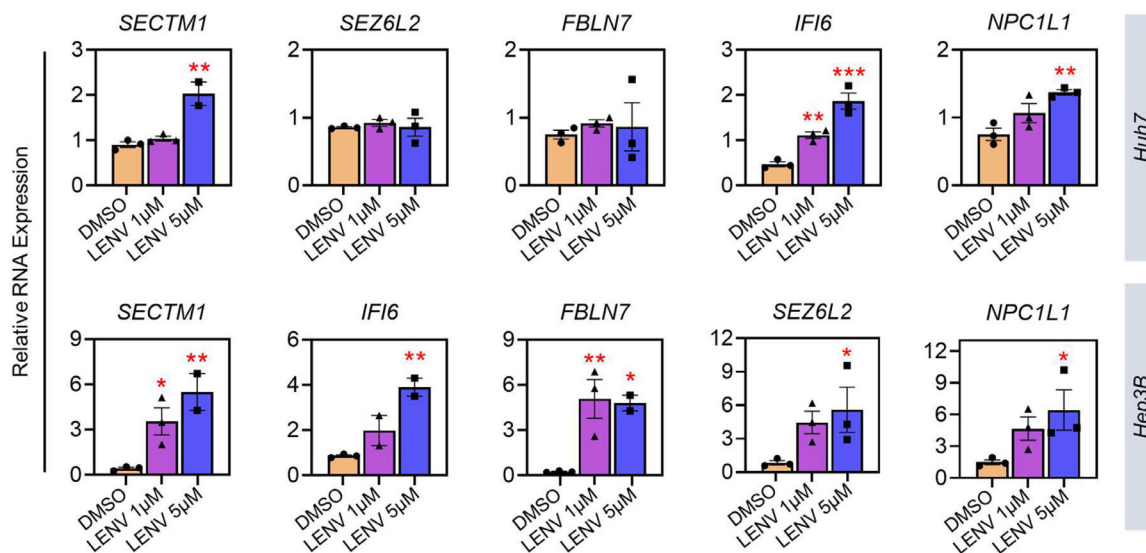 SECTM1 SEZ6L2 FBLN7 IFI6 NPC1L1
3 2 2 3 2
** ** *** **
2 2
1 1 1 1 1
0 0 0 0 0
DMSO LENV 1µM LENV 5µM DMSO LENV 1µM LENV 5µM DMSO LENV 1µM LENV 5µM DMSO LENV 1µM LENV 5µM DMSO LENV 1µM LENV 5µM
Huh7
Relative RNA Expression
SECTM1 IFI6 FBLN7 SEZ6L2 NPC1L1
9 6 9 12 12
* ** ** ** * * *
6 4 6 9 9
6 6
3 2 3 3 3
0 0 0 0 0
DMSO LENV 1µM LENV 5µM DMSO LENV 1µM LENV 5µM DMSO LENV 1µM LENV 5µM DMSO LENV 1µM LENV 5µM DMSO LENV 1µM LENV 5µM
Hep3B